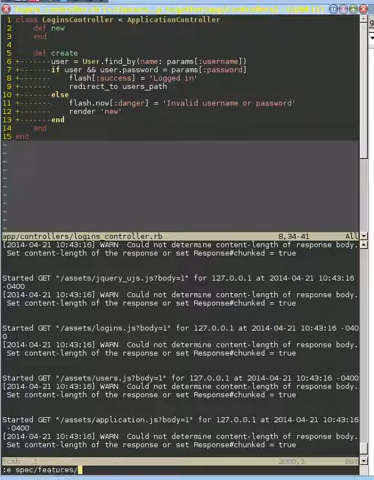 1 class LoginsController < ApplicationController
2     def new
3     end
4
5     def create
6 +-------user = User.find_by(name: params[:username])
7 +-------if user && user.password = params[:password]
8 +-------    flash[:success] = 'Logged in'
9 +-------    redirect_to users_path
10 +-------else
11 +-------    flash.now[:danger] = 'Invalid username or password'
12 +-------    render 'new'
13 +-------end
14     end
15 end
~
~
~
~
~
~
~
~
~
app/controllers/logins_controller.rb 8,34-41 All
[2014-04-21 10:43:16] WARN  Could not determine content-length of response body.
Set content-length of the response or set Response#chunked = true
Started GET "/assets/jquery_ujs.js?body=1" for 127.0.0.1 at 2014-04-21 10:43:16
-0400
[2014-04-21 10:43:16] WARN  Could not determine content-length of response body.
Set content-length of the response or set Response#chunked = true
Started GET "/assets/logins.js?body=1" for 127.0.0.1 at 2014-04-21 10:43:16 -040
0
[2014-04-21 10:43:16] WARN  Could not determine content-length of response body.
Set content-length of the response or set Response#chunked = true
Started GET "/assets/users.js?body=1" for 127.0.0.1 at 2014-04-21 10:43:16 -0400
[2014-04-21 10:43:16] WARN  Could not determine content-length of response body.
Set content-length of the response or set Response#chunked = true
Started GET "/assets/application.js?body=1" for 127.0.0.1 at 2014-04-21 10:43:16
-0400
[2014-04-21 10:43:16] WARN  Could not determine content-length of response body.
Set content-length of the response or set Response#chunked = true
:e spec/features/